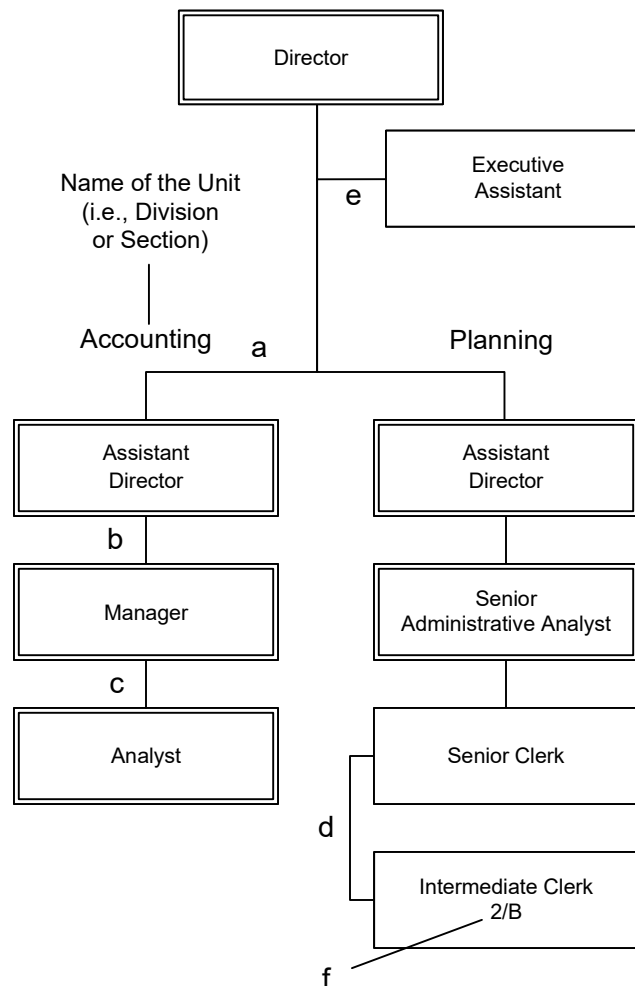 Director
Executive
Assistant
e
Name of the Unit
(i.e., Division
or Section)
Accounting
a
Planning
Assistant
Director
Assistant
Director
b
Manager
Senior
Administrative Analyst
c
Analyst
Senior Clerk
d
Intermediate Clerk
2/B
f